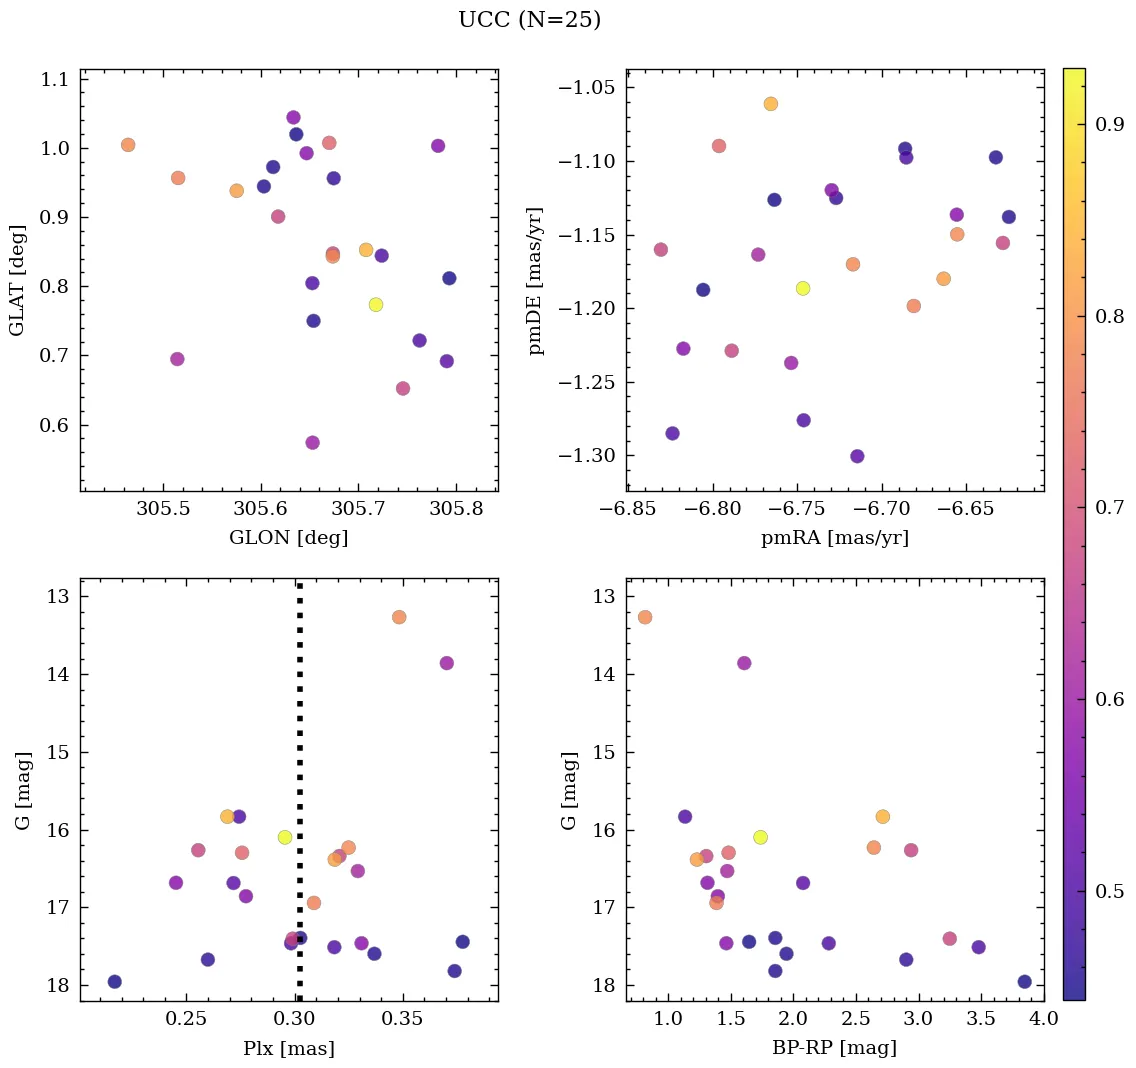 UCC (N=25)
1.1
1.0
0.9
0.8
0.7
0.6
GLAT [deg]
305.5 305.6 305.7 305.8
GLON [deg]
−1.05
−1.10
−1.15
−1.20
−1.25
−1.30
pmDE [mas/yr]
−6.85 −6.80 −6.75 −6.70 −6.65
pmRA [mas/yr]
13
14
15
16
17
18
G [mag]
0.25 0.30 0.35
Plx [mas]
13
14
15
16
17
18
G [mag]
1.0 1.5 2.0 2.5 3.0 3.5 4.0
BP-RP [mag]
0.9
0.8
0.7
0.6
0.5